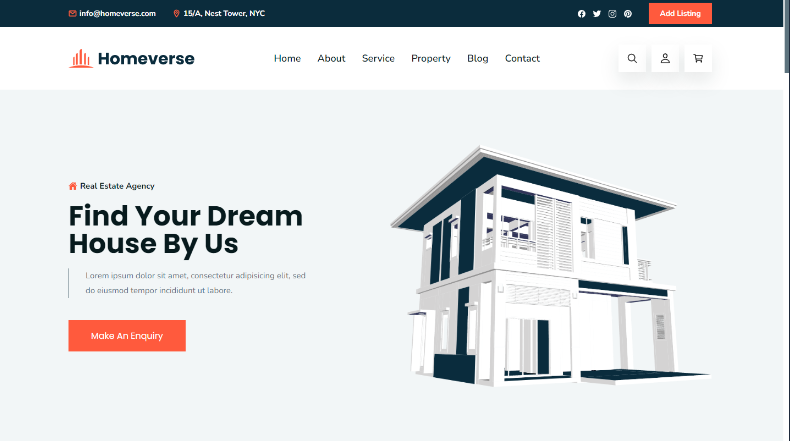 info@homeverse.com
15/A, Nest Tower, NYC
Add Listing
Homeverse
Home
About
Service
Property
Blog
Contact
Real Estate Agency
Find Your Dream
House By Us
Lorem ipsum dolor sit amet, consectetur adipisicing elit, sed
do eiusmod tempor incididunt ut labore.
Make An Enquiry